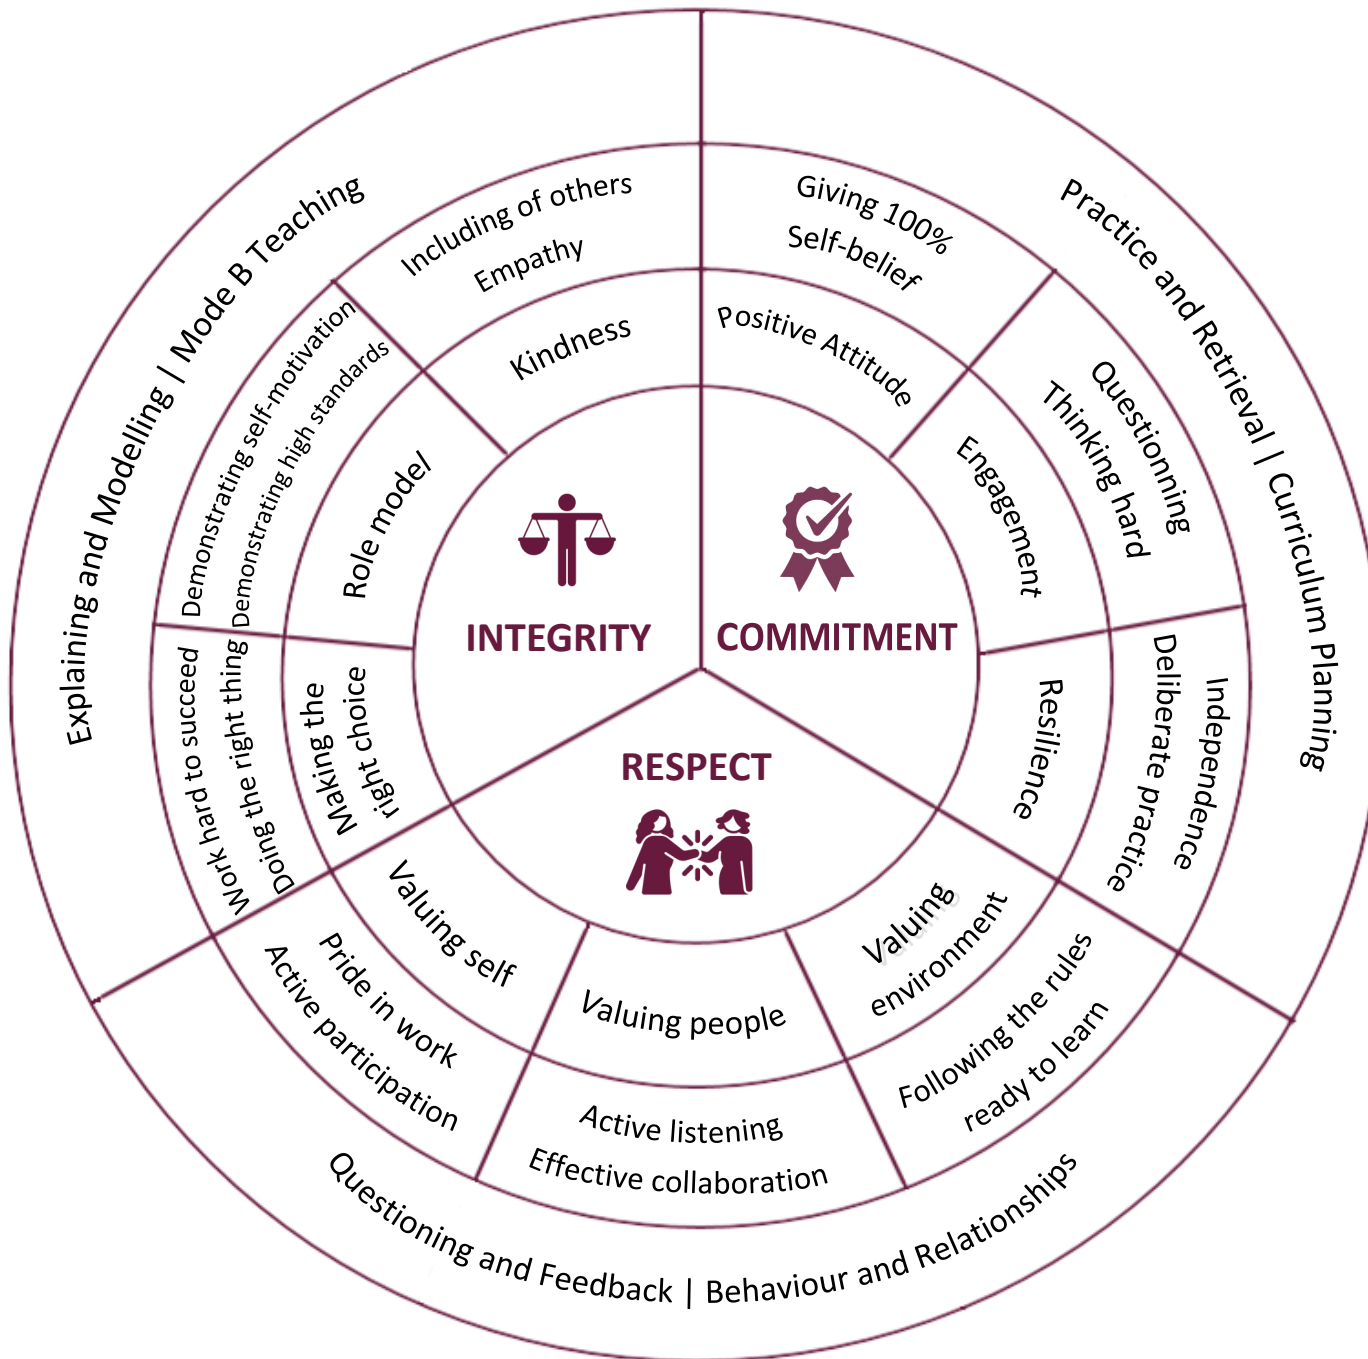 INTEGRITY
Kindness
Including of others
Empathy
Role model
Demonstrating self-motivation
Demonstrating high standards
Making the
right choice
Work hard to succeed
Doing the right thing
Explaining and Modelling | Mode B Teaching
COMMITMENT
Positive Attitude
Giving 100%
Self-belief
Engagement
Questionning
Thinking hard
Resilience
Independence
Deliberate practice
Practice and Retrieval | Curriculum Planning
RESPECT
Valuing self
Pride in work
Active participation
Valuing people
Active listening
Effective collaboration
Valuing
environment
Following the rules
ready to learn
Questioning and Feedback | Behaviour and Relationships